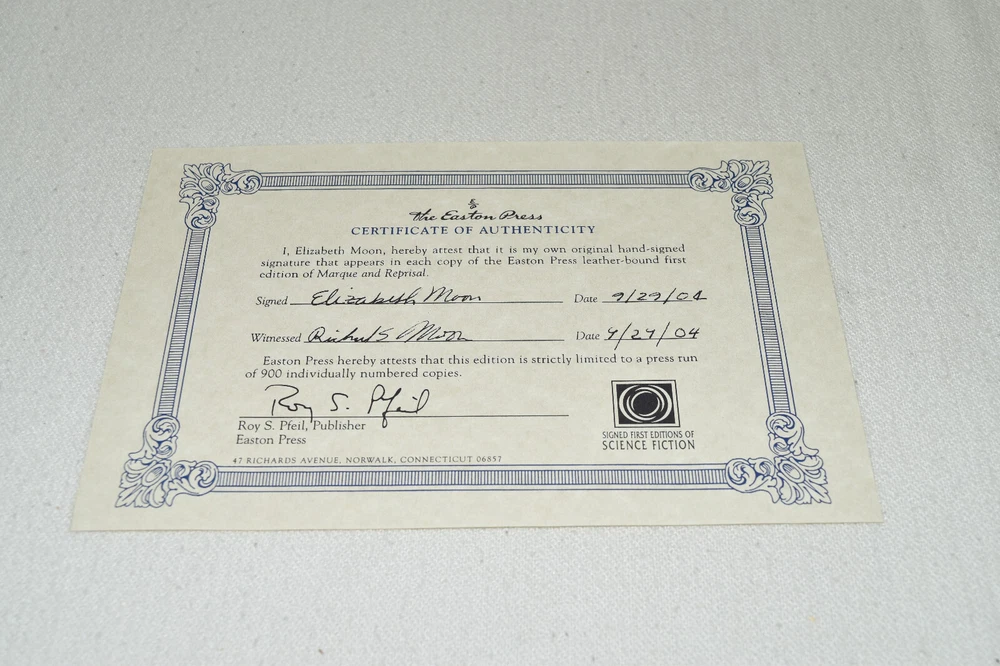 The Easton Press
CERTIFICATE OF AUTHENTICITY
I, Elizabeth Moon, hereby attest that it is my own original hand-signed
signature that appears in each copy of the Easton Press leather-bound first
edition of Marque and Reprisal.
Signed Elizabeth Moon Date 9/29/04
Witnessed Richard S Moon Date 9/29/04
Easton Press hereby attests that this edition is strictly limited to a press run
of 900 individually numbered copies.
Roy S. Pfeil
Roy S. Pfeil, Publisher
Easton Press
SIGNED FIRST EDITIONS OF
SCIENCE FICTION
47 RICHARDS AVENUE, NORWALK, CONNECTICUT 06857